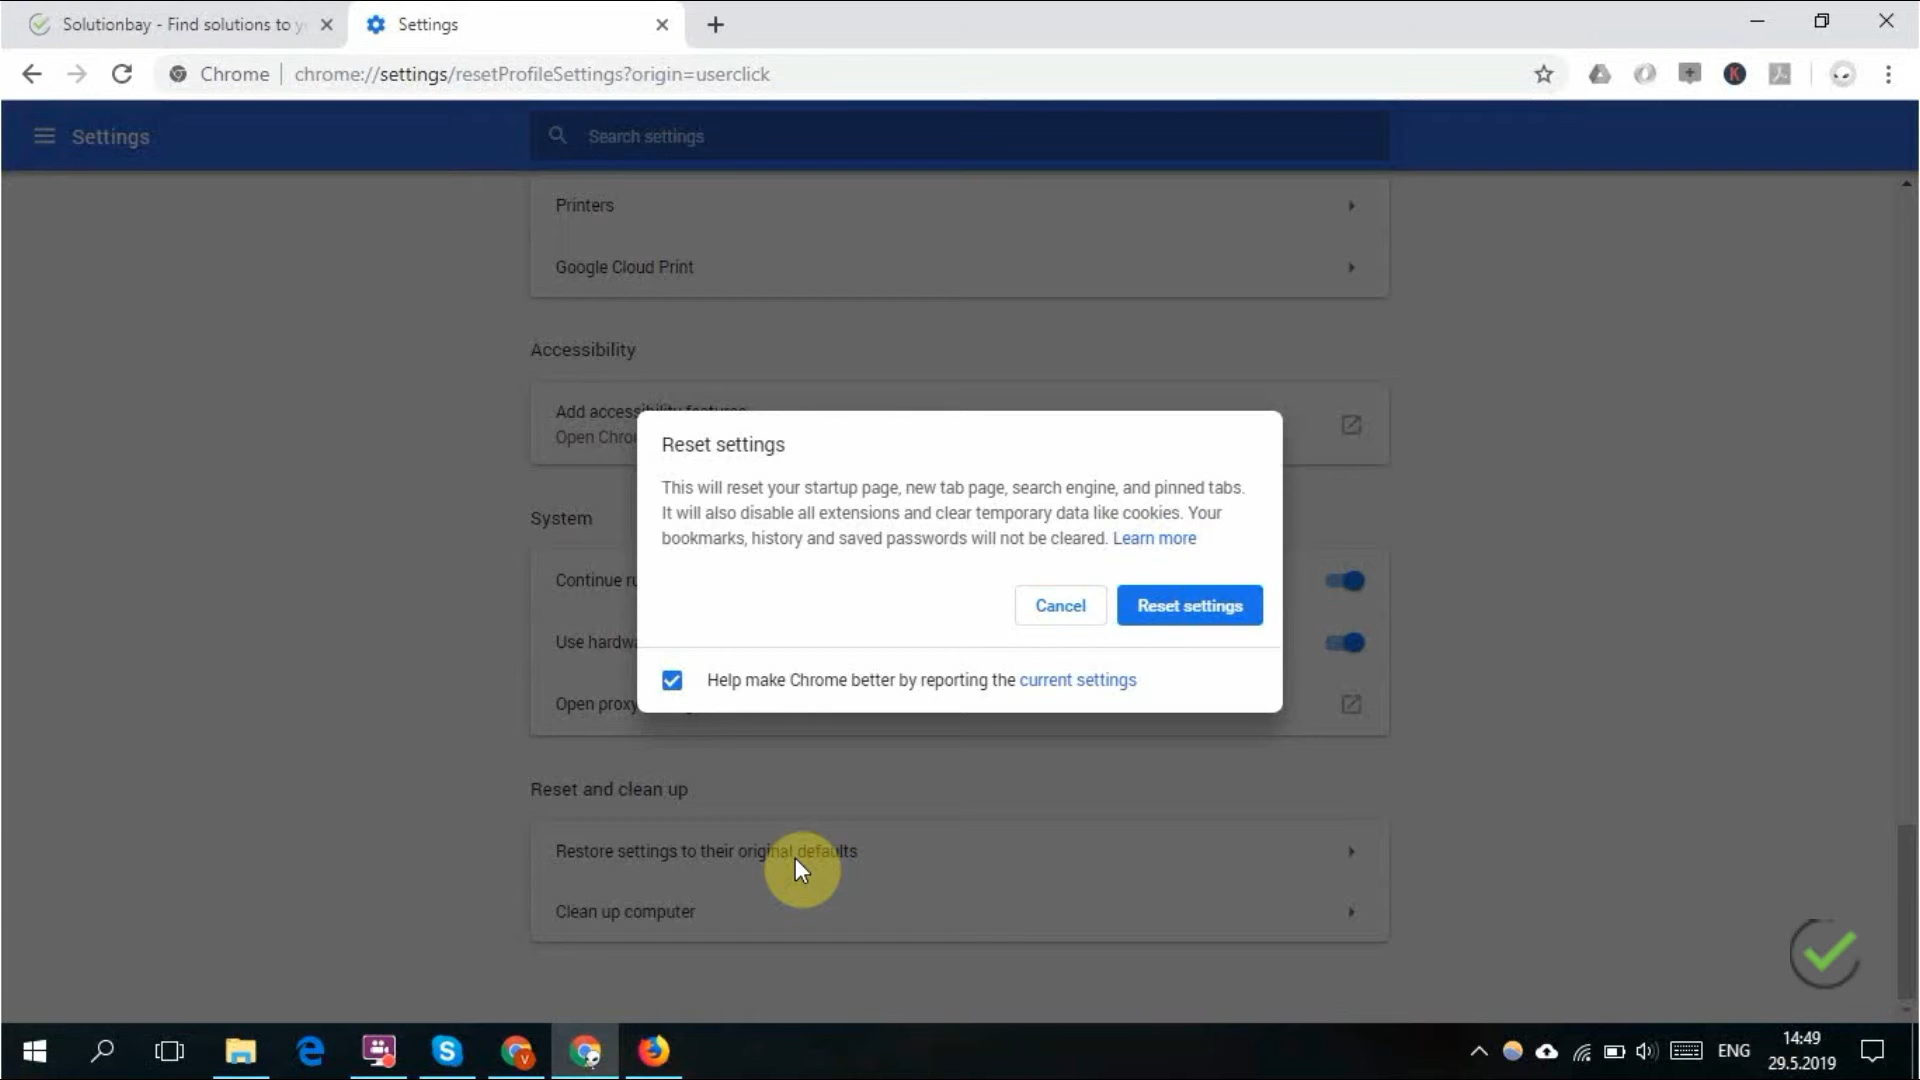 Solutionbay - Find solutions to y
Settings
Chrome
chrome://settings/resetProfileSettings?origin=userclick
Settings
Search settings
Printers
Google Cloud Print
Accessibility
Add accessibility features
Open Chro
Reset settings
This will reset your startup page, new tab page, search engine, and pinned tabs.
It will also disable all extensions and clear temporary data like cookies. Your
bookmarks, history and saved passwords will not be cleared. Learn more
Cancel
Reset settings
Help make Chrome better by reporting the current settings
System
Continue ru
Use hardwa
Open proxy
Reset and clean up
Restore settings to their original defaults
Clean up computer
ENG
14:49
29.5.2019